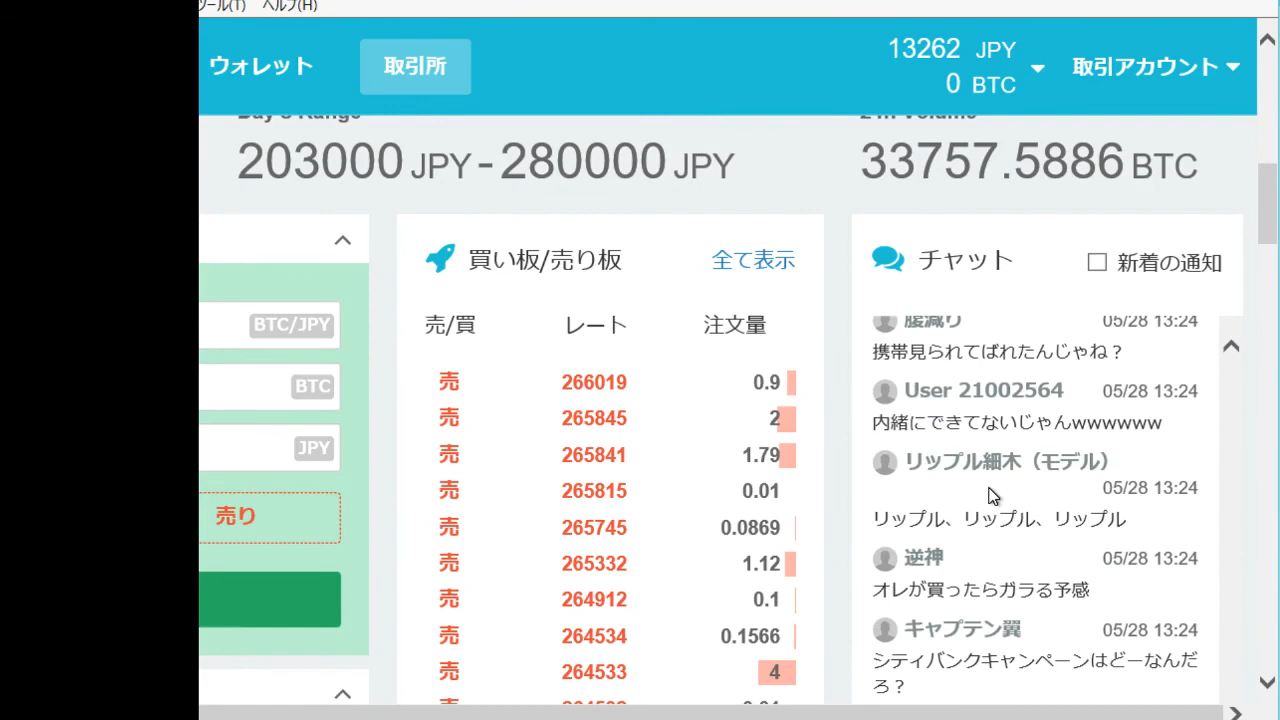 ツール(T) ヘルプ(H)
ウォレット
取引所
13262 JPY
0 BTC
取引アカウント
Day's Range
24h Volume
203000 JPY - 280000 JPY
33757.5886 BTC
BTC/JPY
BTC
JPY
売り
買い板/売り板
全て表示
売/買 レート 注文量
売 266019 0.9
売 265845 2
売 265841 1.79
売 265815 0.01
売 265745 0.0869
売 265332 1.12
売 264912 0.1
売 264534 0.1566
売 264533 4
チャット
新着の通知
腹減り 05/28 13:24
携帯見られてばれたんじゃね？
User 21002564 05/28 13:24
内緒にできてないじゃんwwwwww
リップル細木（モデル）
05/28 13:24
リップル、リップル、リップル
逆神 05/28 13:24
オレが買ったらガラる予感
キャプテン翼 05/28 13:24
シティバンクキャンペーンはどーなんだ
ろ？